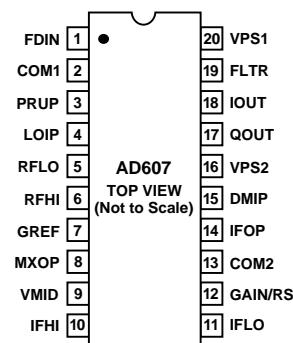 FDIN 1 20 VPS1
COM1 2 19 FLTR
PRUP 3 18 IOUT
LOIP 4 17 QOUT
RFLO 5 AD607 16 VPS2
RFHI 6 TOP VIEW 15 DMIP
(Not to Scale)
GREF 7 14 IFOP
MXOP 8 13 COM2
VMID 9 12 GAIN/RS
IFHI 10 11 IFLO